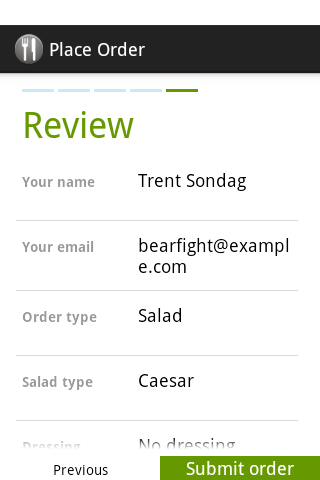 Place Order
Review
Your name
Trent Sondag
Your email
bearfight@exampl
e.com
Order type
Salad
Salad type
Caesar
Dressing
No dressing
Previous
Submit order